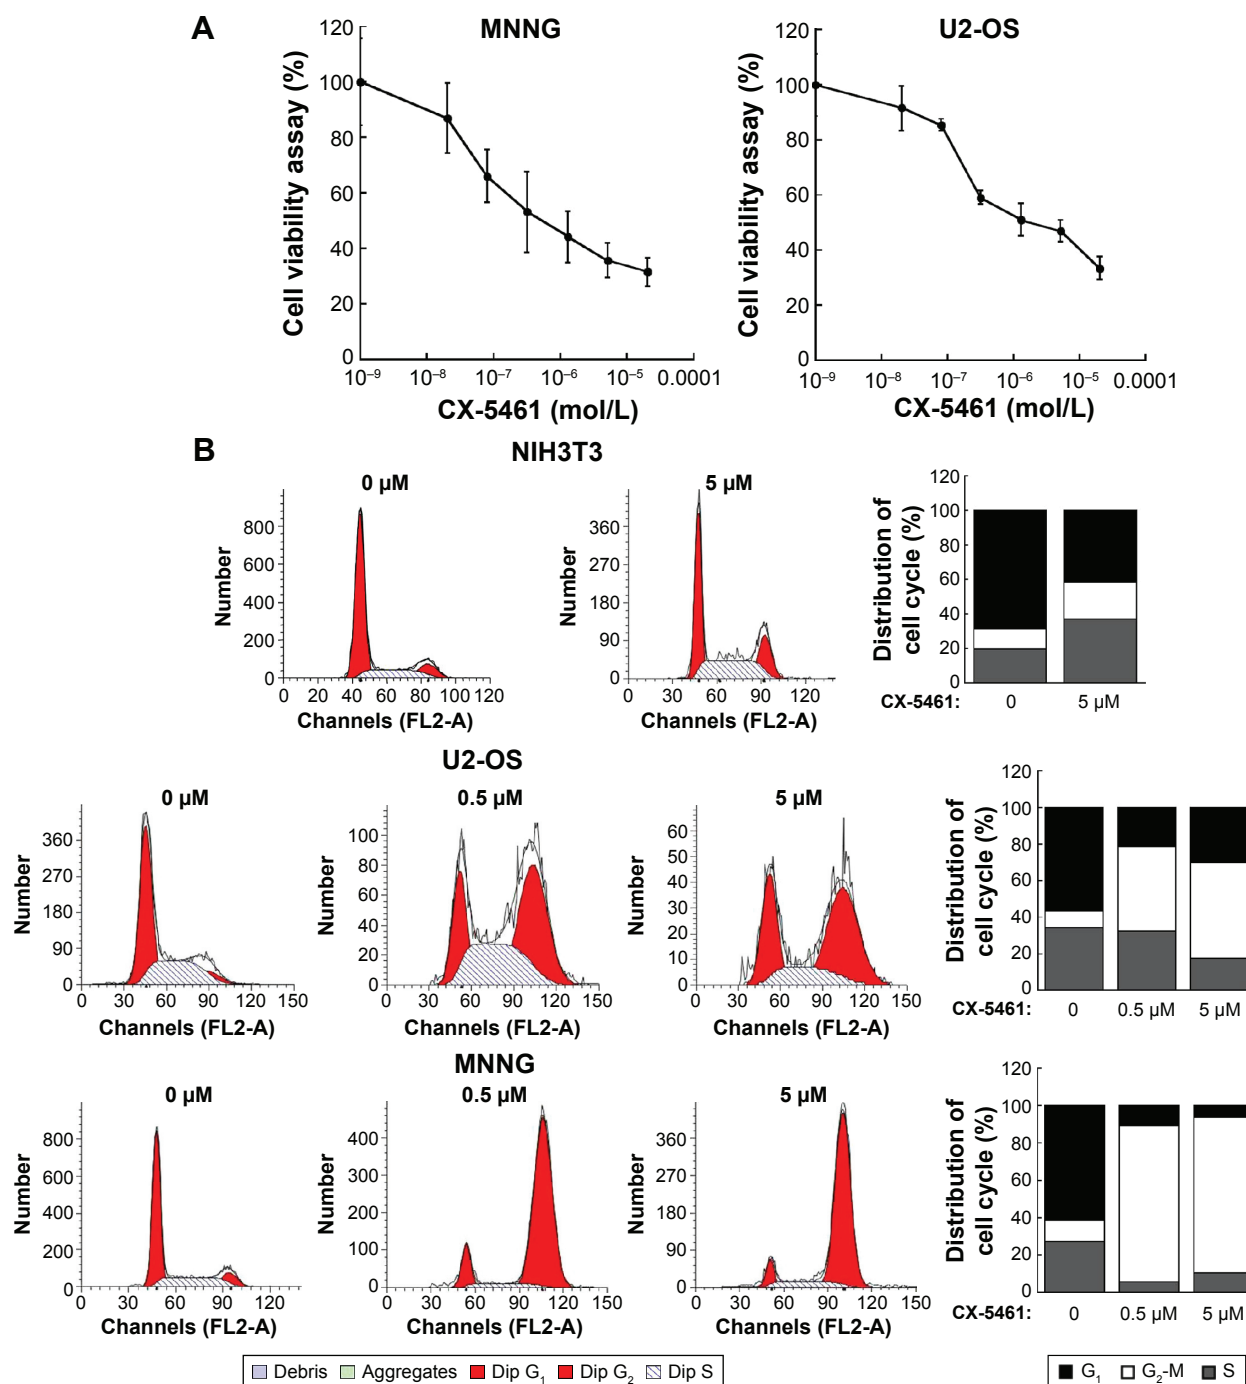 A
MNNG
U2-OS
Cell viability assay (%)
120
100
80
60
40
20
0
10⁻⁹ 10⁻⁸ 10⁻⁷ 10⁻⁶ 10⁻⁵ 0.0001
CX-5461 (mol/L)
Cell viability assay (%)
120
100
80
60
40
20
0
10⁻⁹ 10⁻⁸ 10⁻⁷ 10⁻⁶ 10⁻⁵ 0.0001
CX-5461 (mol/L)
B
NIH3T3
0 µM
Number
800
600
400
200
0
0 20 40 60 80 100 120
Channels (FL2-A)
5 µM
Number
360
270
180
90
0
0 30 60 90 120
Channels (FL2-A)
Distribution of
cell cycle (%)
120
100
80
60
40
20
0
CX-5461: 0 5 µM
U2-OS
0 µM
Number
360
270
180
90
0
0 30 60 90 120 150
Channels (FL2-A)
0.5 µM
Number
100
80
60
40
20
0
0 30 60 90 120 150
Channels (FL2-A)
5 µM
Number
60
50
40
30
20
10
0
0 30 60 90 120 150
Channels (FL2-A)
Distribution of
cell cycle (%)
120
100
80
60
40
20
0
CX-5461: 0 0.5 µM 5 µM
MNNG
0 µM
Number
800
600
400
200
0
0 30 60 90 120
Channels (FL2-A)
0.5 µM
Number
400
300
200
100
0
0 30 60 90 120 150
Channels (FL2-A)
5 µM
Number
360
270
180
90
0
0 30 60 90 120 150
Channels (FL2-A)
Distribution of
cell cycle (%)
120
100
80
60
40
20
0
CX-5461: 0 0.5 µM 5 µM
Debris Aggregates Dip G₁ Dip G₂ Dip S
G₁ G₂-M S